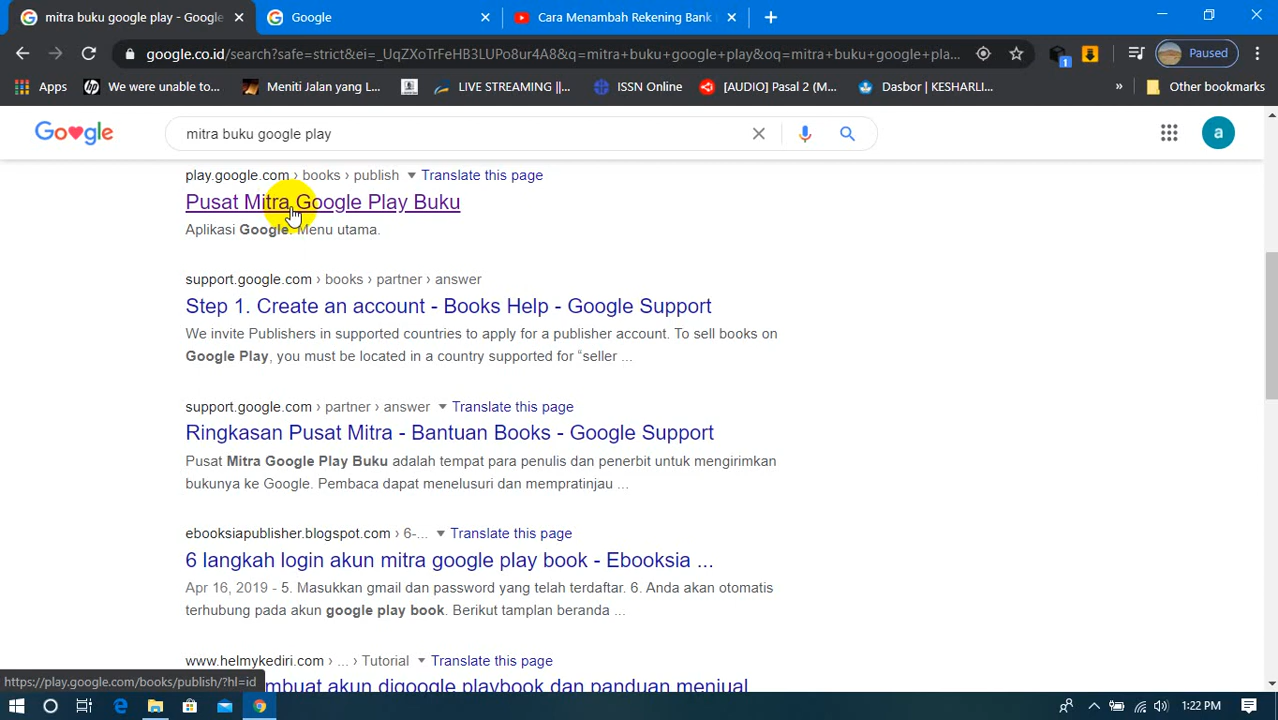 mitra buku google play - Google
Google
Cara Menambah Rekening Bank
google.co.id/search?safe=strict&ei=_UqZXoTrFeHB3LUPo8ur4A8&q=mitra+buku+google+play&oq=mitra+buku+google+pla...
1
Paused
Apps
We were unable to...
Meniti Jalan yang L...
LIVE STREAMING ||...
ISSN Online
[AUDIO] Pasal 2 (M...
Dasbor | KESHARLI...
»
Other bookmarks
mitra buku google play
a
play.google.com › books › publish ▼ Translate this page
Pusat Mitra Google Play Buku
Aplikasi Google. Menu utama.
support.google.com › books › partner › answer
Step 1. Create an account - Books Help - Google Support
We invite Publishers in supported countries to apply for a publisher account. To sell books on
Google Play, you must be located in a country supported for “seller ...
support.google.com › partner › answer ▼ Translate this page
Ringkasan Pusat Mitra - Bantuan Books - Google Support
Pusat Mitra Google Play Buku adalah tempat para penulis dan penerbit untuk mengirimkan
bukunya ke Google. Pembaca dapat menelusuri dan mempratinjau ...
ebooksiapublisher.blogspot.com › 6-... ▼ Translate this page
6 langkah login akun mitra google play book - Ebooksia ...
Apr 16, 2019 - 5. Masukkan gmail dan password yang telah terdaftar. 6. Anda akan otomatis
terhubung pada akun google play book. Berikut tamplan beranda ...
www.helmykediri.com › ... › Tutorial ▼ Translate this page
mbuat akun digoogle playbook dan panduan menjual
https://play.google.com/books/publish/?hl=id
1:22 PM